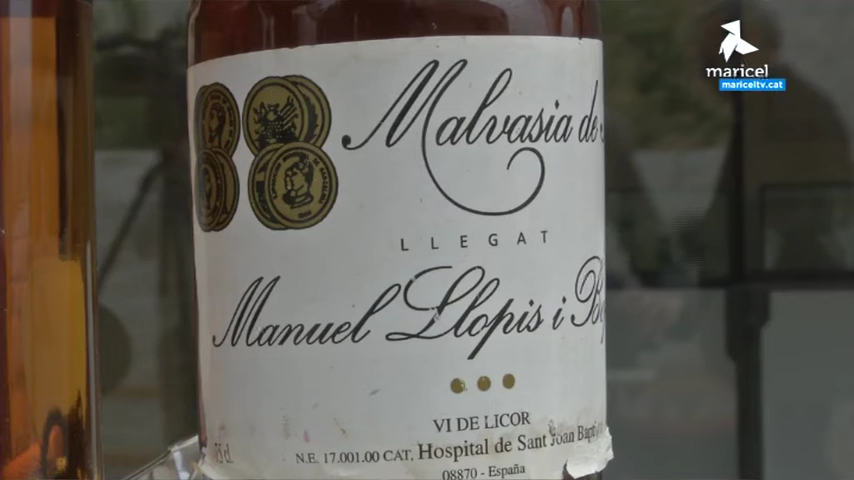 maricel
mariceltv.cat
Malvasia de
LLEGAT
Manuel Llopis i
VI DE LICOR
N.E. 17.001.00 CAT, Hospital de Sant Joan
08870 - España